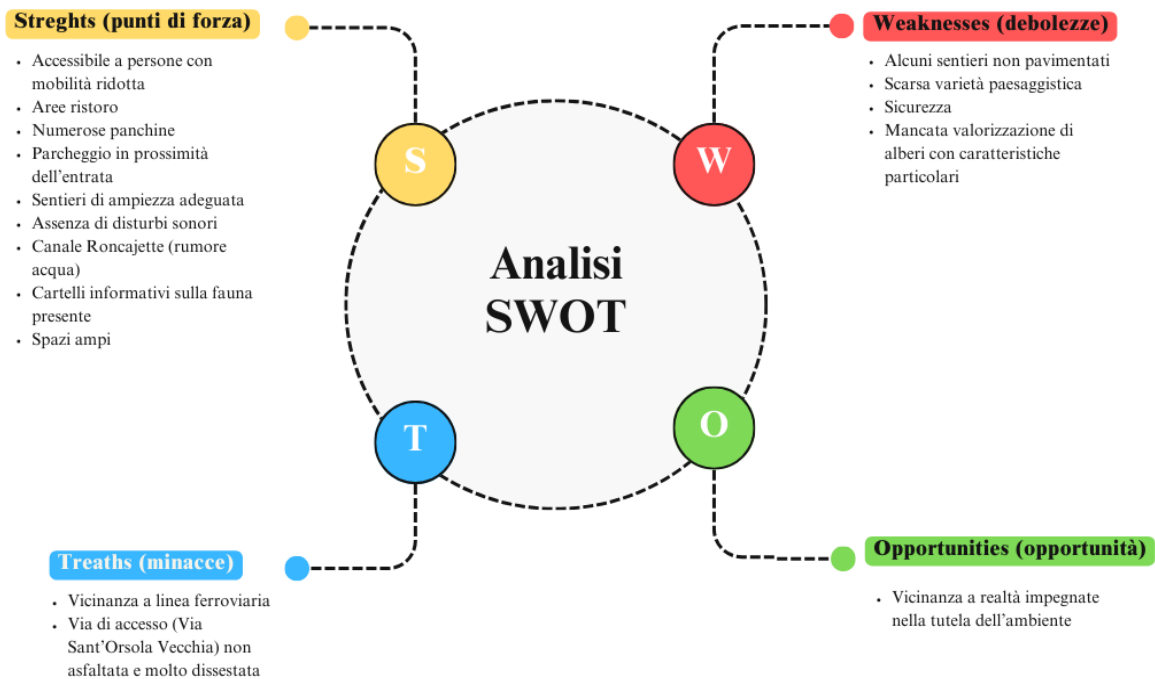 Streghts (punti di forza)
• Accessibile a persone con
mobilità ridotta
• Aree ristoro
• Numerose panchine
• Parcheggio in prossimità
dell'entrata
• Sentieri di ampiezza adeguata
• Assenza di disturbi sonori
• Canale Roncajette (rumore
acqua)
• Cartelli informativi sulla fauna
presente
• Spazi ampi
Weaknesses (debolezze)
• Alcuni sentieri non pavimentati
• Scarsa varietà paesaggistica
• Sicurezza
• Mancata valorizzazione di
alberi con caratteristiche
particolari
S
W
Analisi
SWOT
T
O
Treaths (minacce)
• Vicinanza a linea ferroviaria
• Via di accesso (Via
Sant'Orsola Vecchia) non
asfaltata e molto dissestata
Opportunities (opportunità)
• Vicinanza a realtà impegnate
nella tutela dell'ambiente